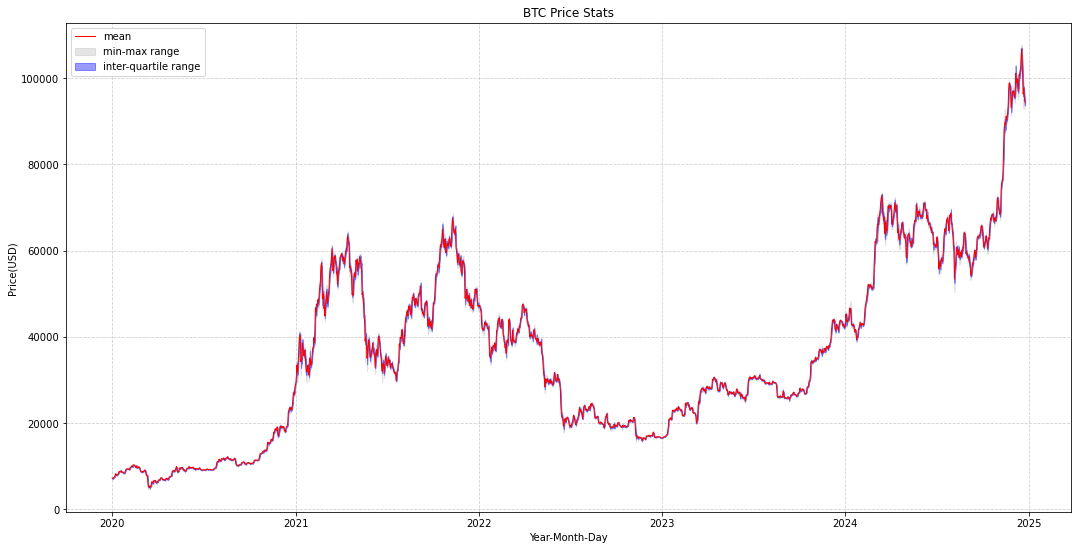 BTC Price Stats
mean
min-max range
inter-quartile range
100000
80000
60000
40000
20000
0
Price(USD)
2020
2021
2022
2023
2024
2025
Year-Month-Day